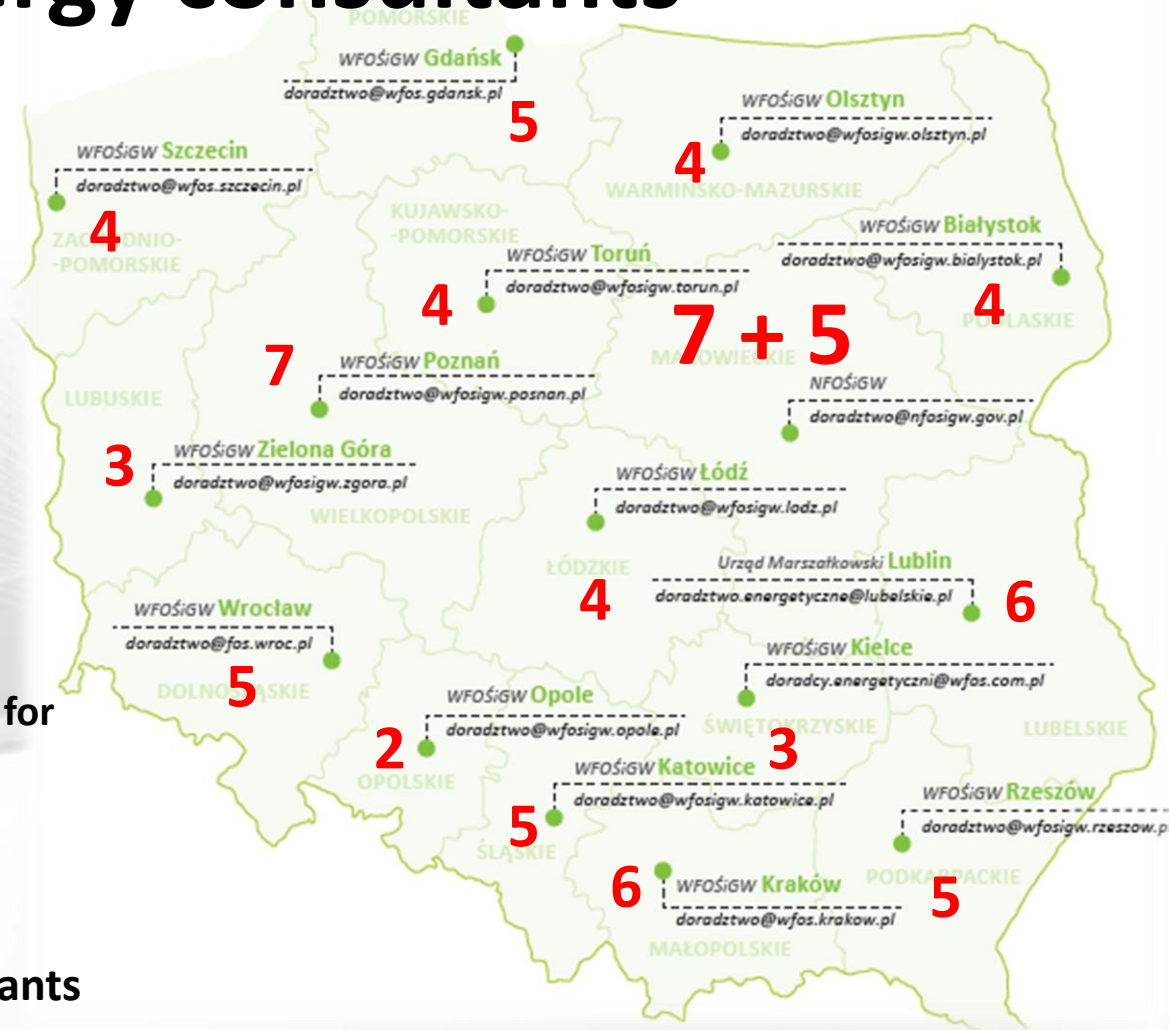 rgy consultants
POMORSKIE
WFOŚiGW Gdańsk
doradztwo@wfos.gdansk.pl
5
WFOŚiGW Olsztyn
doradztwo@wfosigw.olsztyn.pl
4
WARMIŃSKO-MAZURSKIE
WFOŚiGW Szczecin
doradztwo@wfos.szczecin.pl
4
-POMORSKIE
KUJAWSKO-
-POMORSKIE
WFOŚiGW Toruń
doradztwo@wfosigw.torun.pl
4
WFOŚiGW Białystok
doradztwo@wfosigw.bialystok.pl
4
PODLASKIE
7 + 5
MAZOWIECKIE
NFOŚiGW
doradztwo@nfosigw.gov.pl
7
WFOŚiGW Poznań
doradztwo@wfosigw.posnan.pl
LUBUSKIE
3
WFOŚiGW Zielona Góra
doradztwo@wfosigw.zgora.pl
WIELKOPOLSKIE
WFOŚiGW Łódź
doradztwo@wfosigw.lodz.pl
ŁÓDZKIE
4
Urząd Marszałkowski Lublin
doradztwo.energetyczne@lubelskie.pl
6
WFOŚiGW Wrocław
doradztwo@fos.wroc.pl
5
DOLNOŚLĄSKIE
WFOŚiGW Kielce
doradcy.energetyczni@wfos.com.pl
ŚWIĘTOKRZYSKIE
3
LUBELSKIE
for
WFOŚiGW Opole
doradztwo@wfosigw.opole.pl
2
OPOLSKIE
WFOŚiGW Katowice
doradztwo@wfosigw.katowice.pl
5
ŚLĄSKIE
WFOŚiGW Rzeszów
doradztwo@wfosigw.rzeszow.p
PODKARPACKIE
5
6
WFOŚiGW Kraków
doradztwo@wfos.krakow.pl
MAŁOPOLSKIE
ants